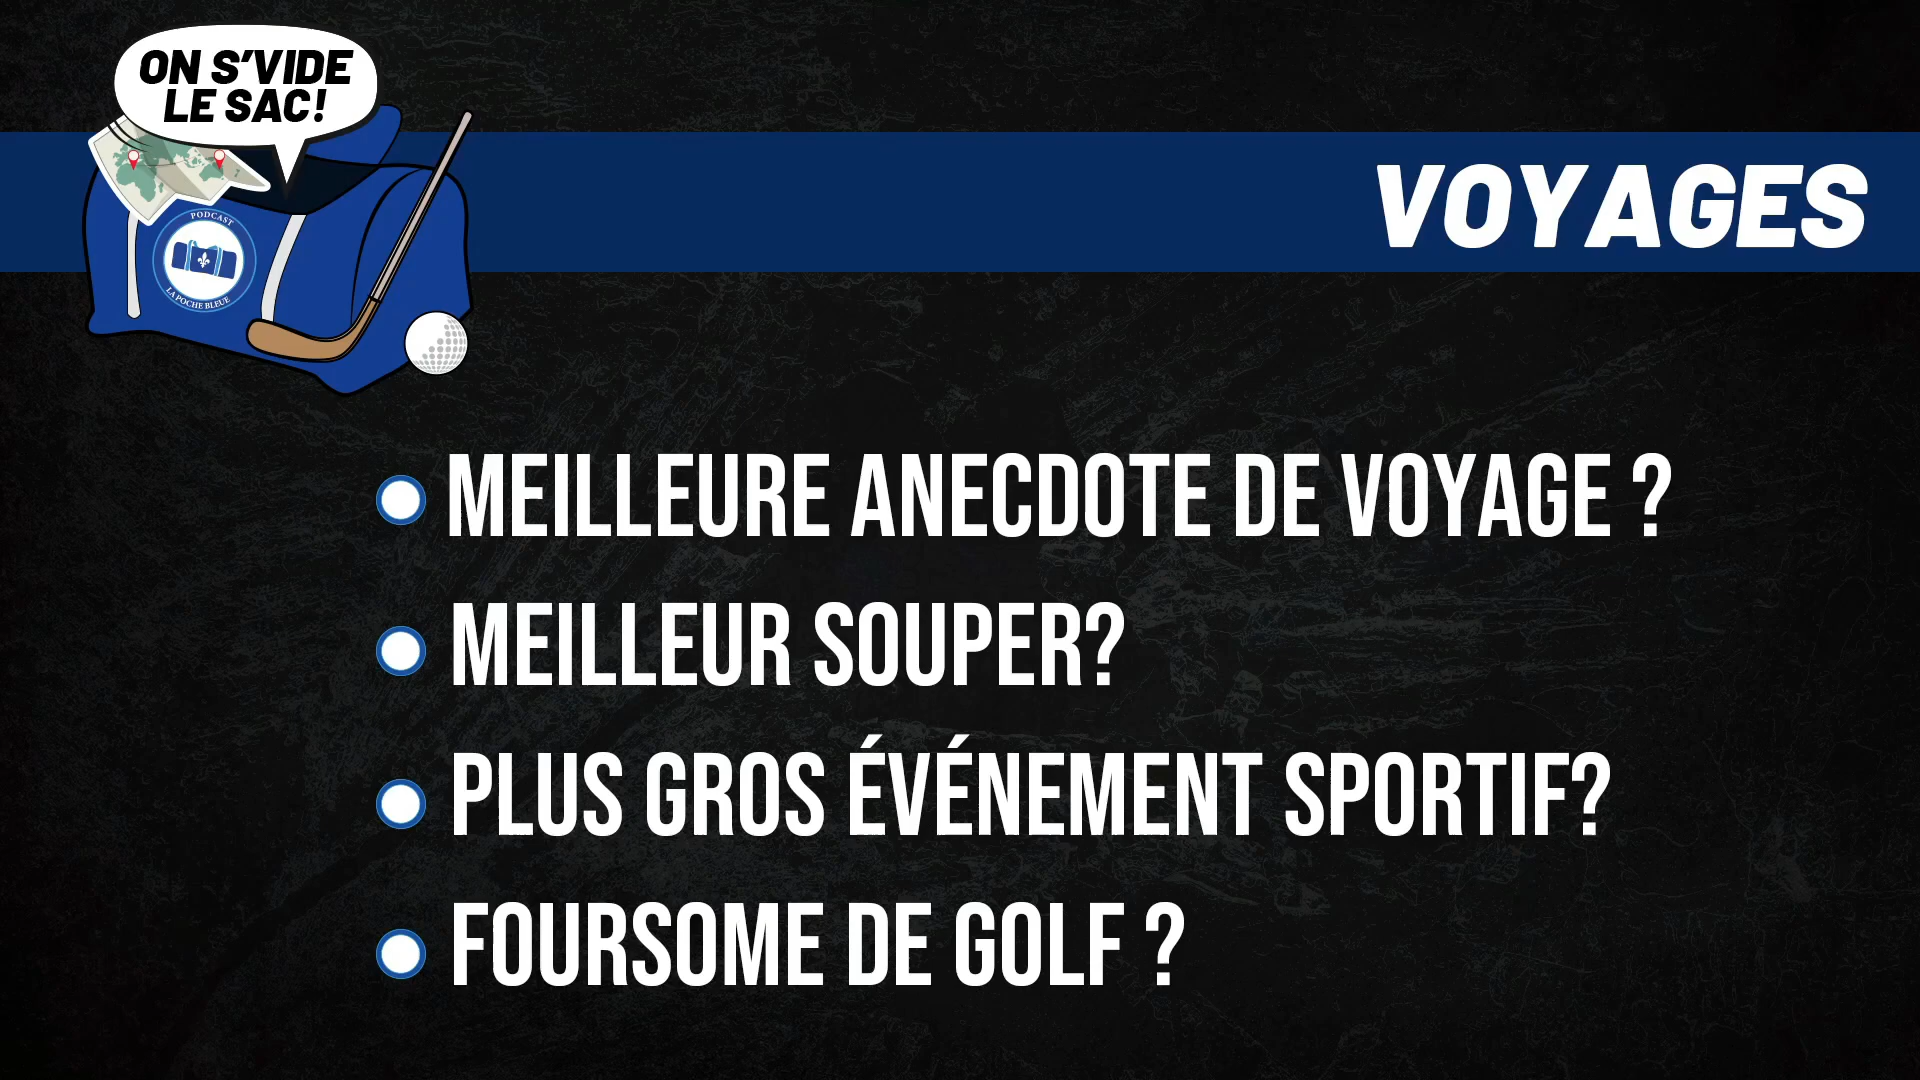 ON S'VIDE
LE SAC!
VOYAGES
PODCAST
LA POCHE BLEUE
MEILLEURE ANECDOTE DE VOYAGE ?
MEILLEUR SOUPER?
PLUS GROS ÉVÉNEMENT SPORTIF?
FOURSOME DE GOLF ?